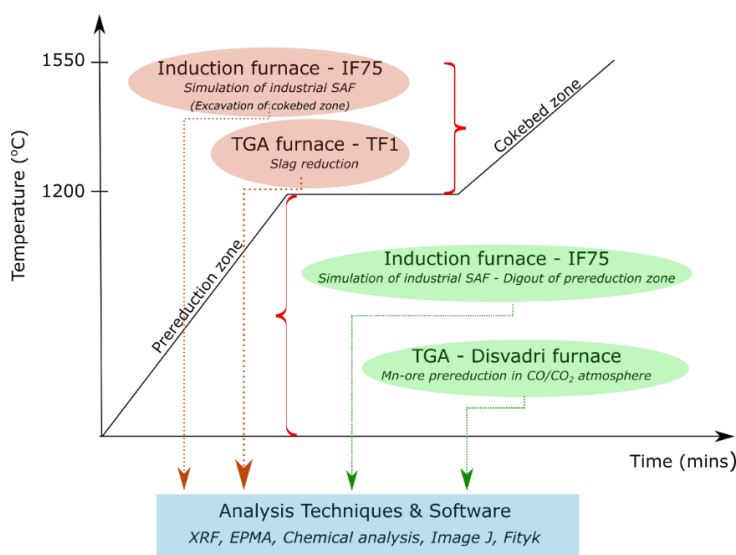 1550
Induction furnace - IF75
Simulation of industrial SAF
(Excavation of cokebed zone)
TGA furnace - TF1
Slag reduction
Cokebed zone
1200
Temperature (⁰C)
Prereduction zone
Induction furnace - IF75
Simulation of industrial SAF - Digout of prereduction zone
TGA - Disvadri furnace
Mn-ore prereduction in CO/CO₂ atmosphere
Time (mins)
Analysis Techniques & Software
XRF, EPMA, Chemical analysis, Image J, Fityk